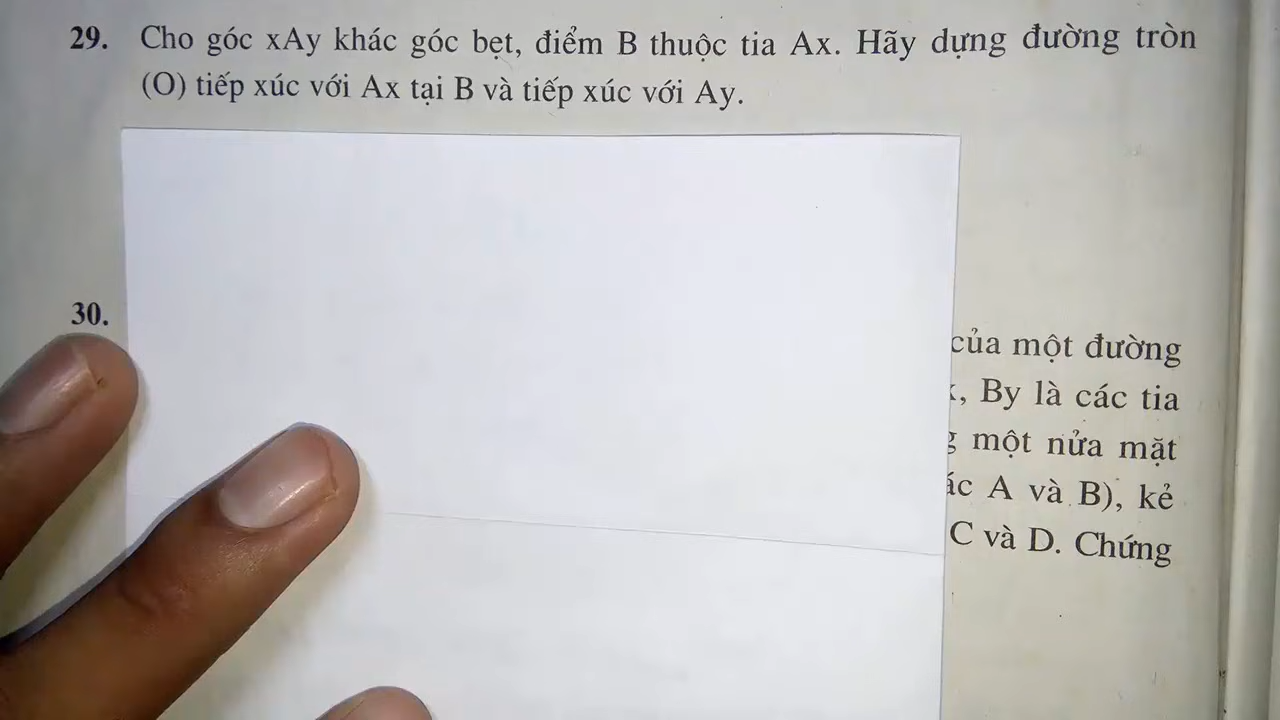 29. Cho góc xAy khác góc bẹt, điểm B thuộc tia Ax. Hãy dựng đường tròn
(O) tiếp xúc với Ax tại B và tiếp xúc với Ay.
30.
của một đường
, By là các tia
một nửa mặt
A và B), kẻ
C và D. Chứng